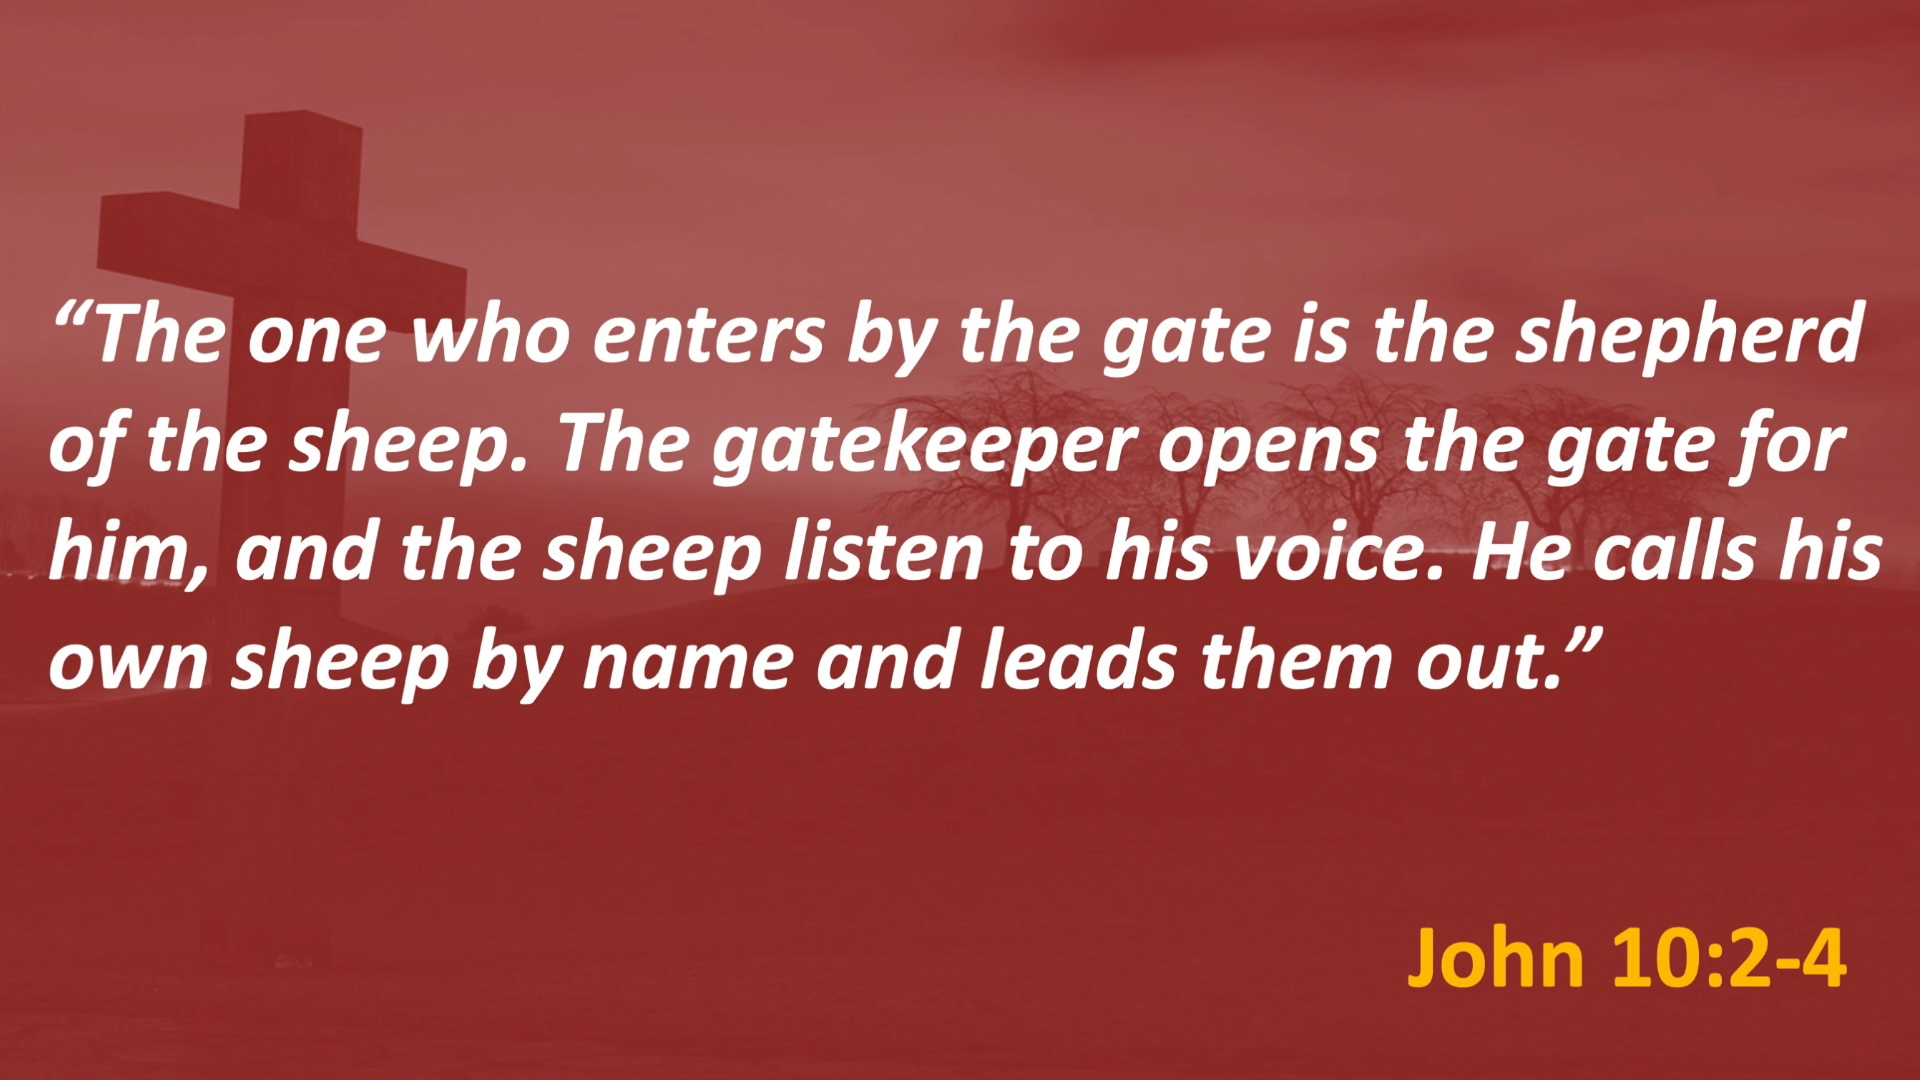 “The one who enters by the gate is the shepherd
of the sheep. The gatekeeper opens the gate for
him, and the sheep listen to his voice. He calls his
own sheep by name and leads them out.”
John 10:2-4